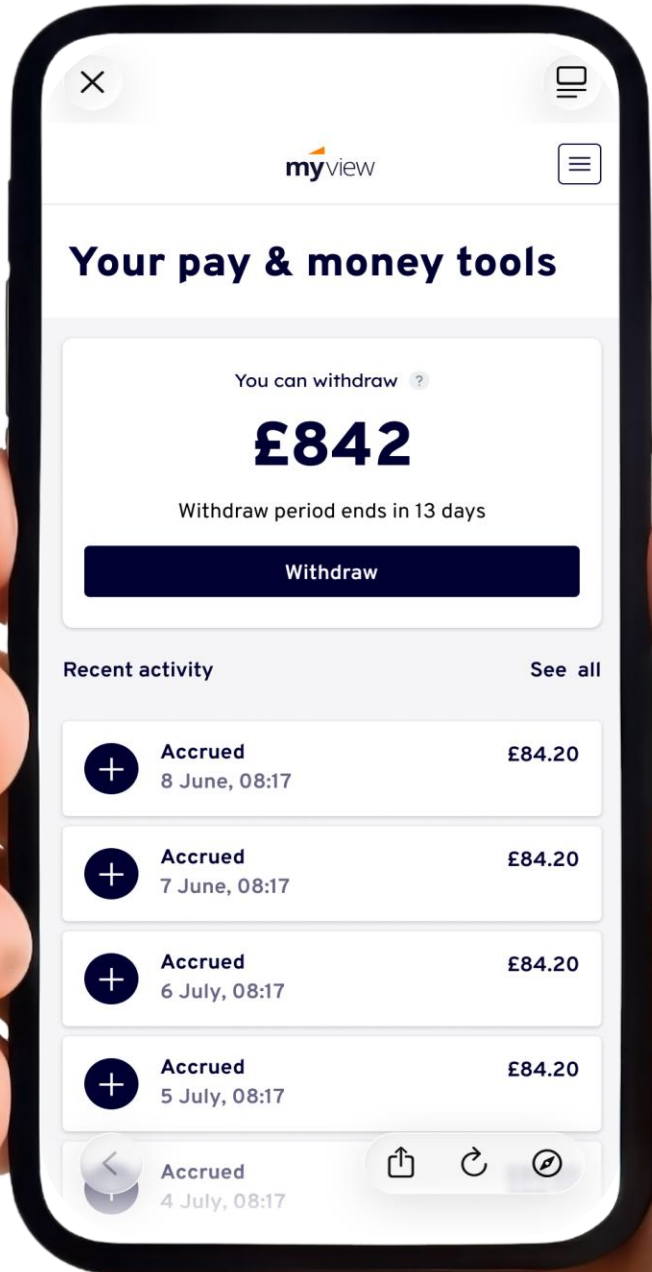 myview
Your pay & money tools
You can withdraw ?
£842
Withdraw period ends in 13 days
Withdraw
Recent activity See all
Accrued £84.20
8 June, 08:17
Accrued £84.20
7 June, 08:17
Accrued £84.20
6 July, 08:17
Accrued £84.20
5 July, 08:17
Accrued
4 July, 08:17